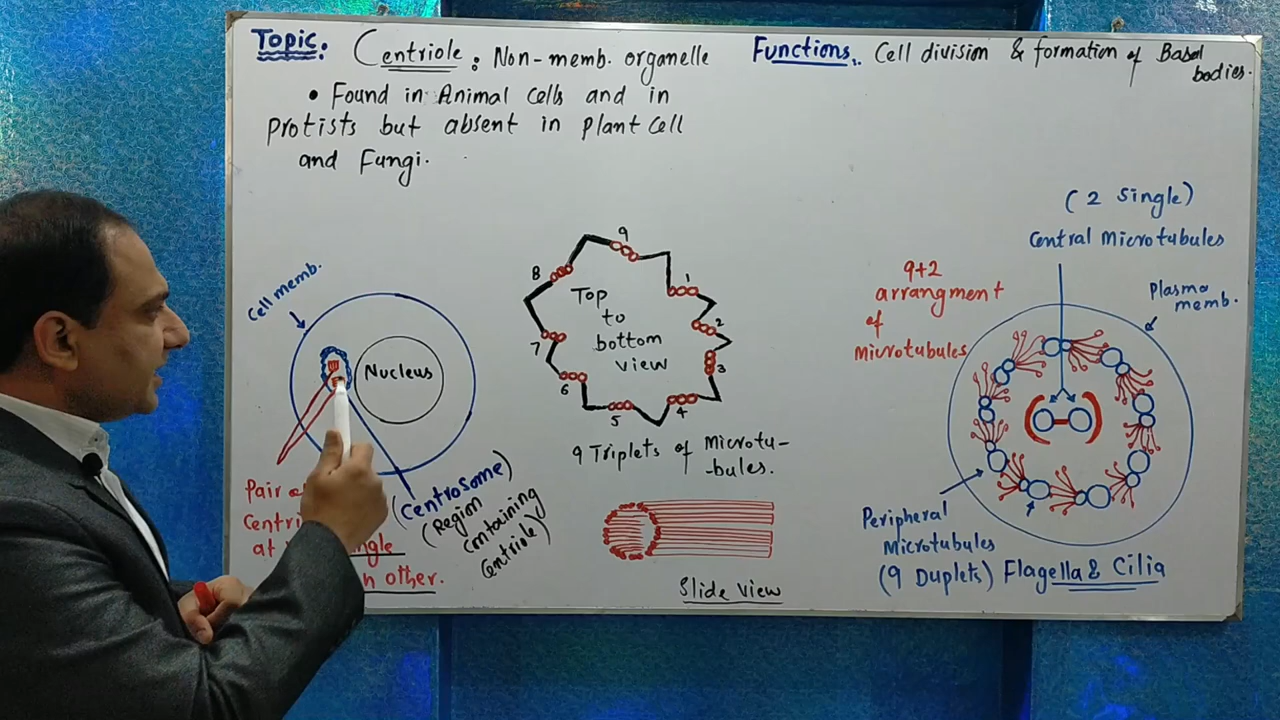 Topic: Centriole: Non-memb. organelle
• Found in Animal Cells and in
protists but absent in plant Cell
and Fungi.
Functions: Cell division & formation of Basal
bodies.
Cell memb.
Nucleus
Pair
Centri
at ngle
h other.
(Centrosome)
(Region
Containing
Centriole)
9
8
1
2
3
4
5
6
7
Top
to
bottom
view
9 Triplets of Microtu-
-bules.
Slide view
(2 Single)
Central Microtubules
9+2
arrangment
of
Microtubules
Plasma
memb.
Peripheral
Microtubules
(9 Duplets) Flagella & Cilia